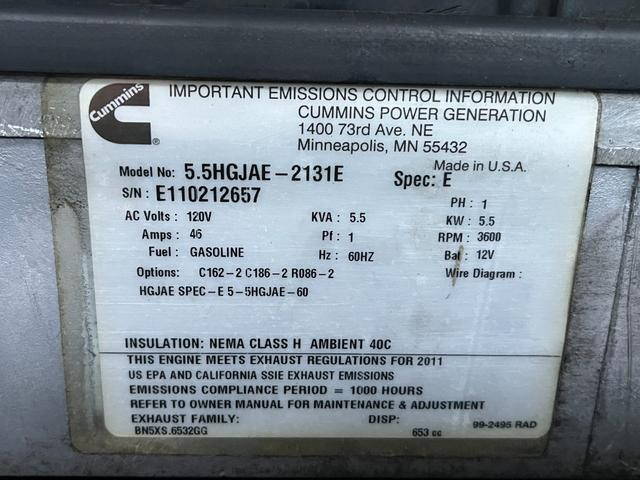 Cummins
IMPORTANT EMISSIONS CONTROL INFORMATION
CUMMINS POWER GENERATION
1400 73rd Ave. NE
Minneapolis, MN 55432
Made in U.S.A.
Model No: 5.5HGJAE-2131E Spec: E
S/N: E110212657 PH : 1
AC Volts : 120V KVA : 5.5 KW : 5.5
Amps : 46 Pf : 1 RPM : 3600
Fuel : GASOLINE Hz : 60HZ Bat : 12V
Options: C162-2 C186-2 R086-2 Wire Diagram :
HGJAE SPEC-E 5-5HGJAE-60
INSULATION: NEMA CLASS H AMBIENT 40C
THIS ENGINE MEETS EXHAUST REGULATIONS FOR 2011
US EPA AND CALIFORNIA SSIE EXHAUST EMISSIONS
EMISSIONS COMPLIANCE PERIOD = 1000 HOURS
REFER TO OWNER MANUAL FOR MAINTENANCE & ADJUSTMENT
EXHAUST FAMILY: DISP:
BN5XS.6532GG 653 cc 99-2495 RAD